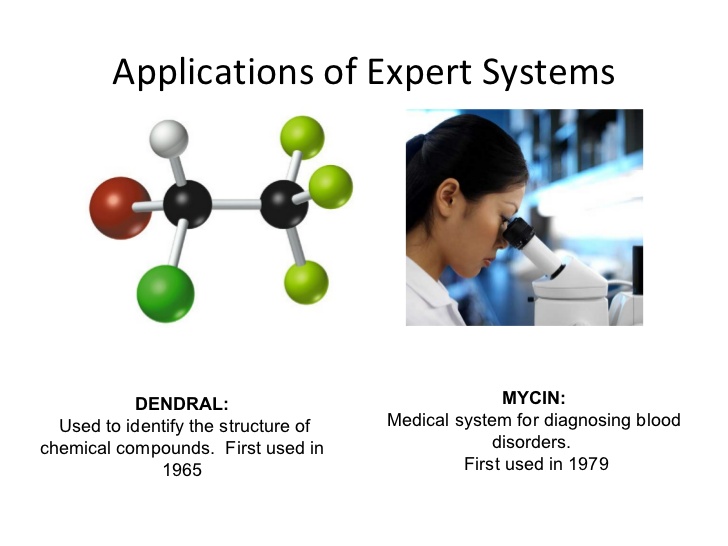 Applications of Expert Systems
DENDRAL:
Used to identify the structure of
chemical compounds.  First used in
1965
MYCIN:
Medical system for diagnosing blood
disorders.
First used in 1979